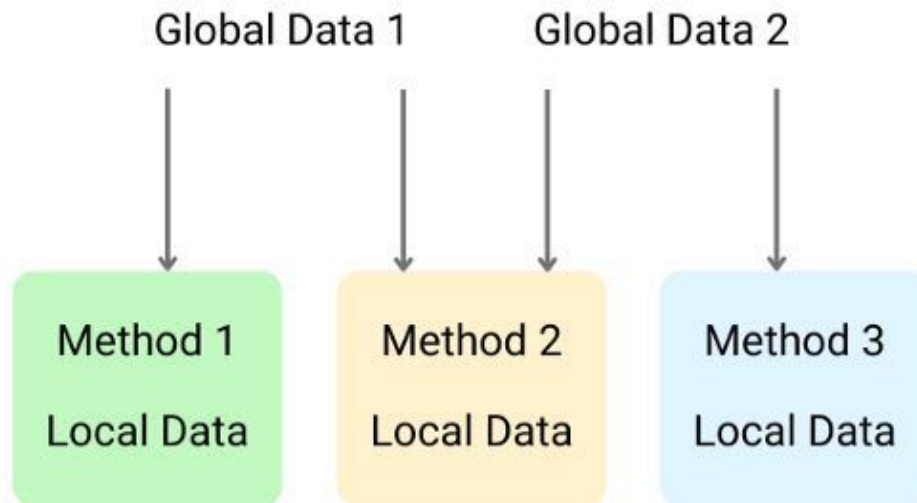 Global Data 1 Global Data 2
Method 1 Method 2 Method 3
Local Data Local Data Local Data